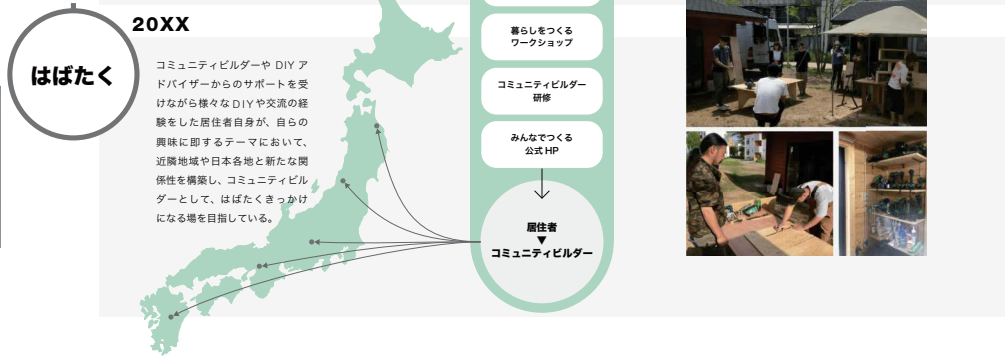 20XX
はばたく
コミュニティビルダーや DIY ア
ドバイザーからのサポートを受
けながら様々なDIYや交流の経
験をした居住者自身が、自らの
興味に即するテーマにおいて、
近隣地域や日本各地と新たな関
係性を構築し、コミュニティビル
ダーとして、はばたくきっかけ
になる場を目指している。
暮らしをつくる
ワークショップ
コミュニティビルダー
研修
みんなでつくる
公式 HP
居住者
▼
コミュニティビルダー